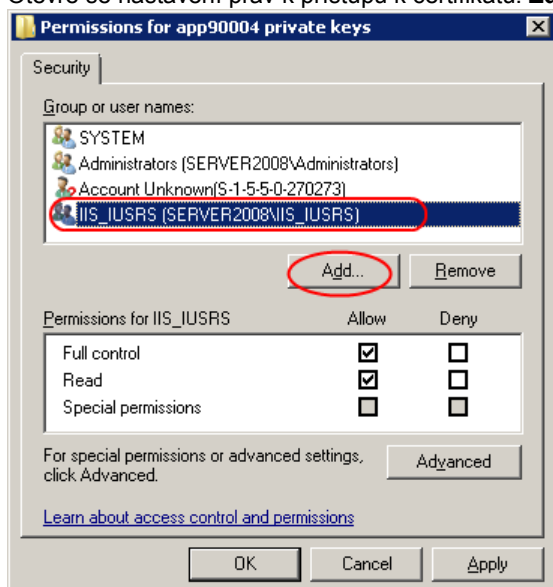 Permissions for app90004 private keys
Security
Group or user names:
SYSTEM
Administrators (SERVER2008\Administrators)
Account Unknown(S-1-5-5-0-270273)
IIS_IUSRS (SERVER2008\IIS_IUSRS)
Add... Remove
Permissions for IIS_IUSRS Allow Deny
Full control
Read
Special permissions
For special permissions or advanced settings, click Advanced. Advanced
Learn about access control and permissions
OK Cancel Apply